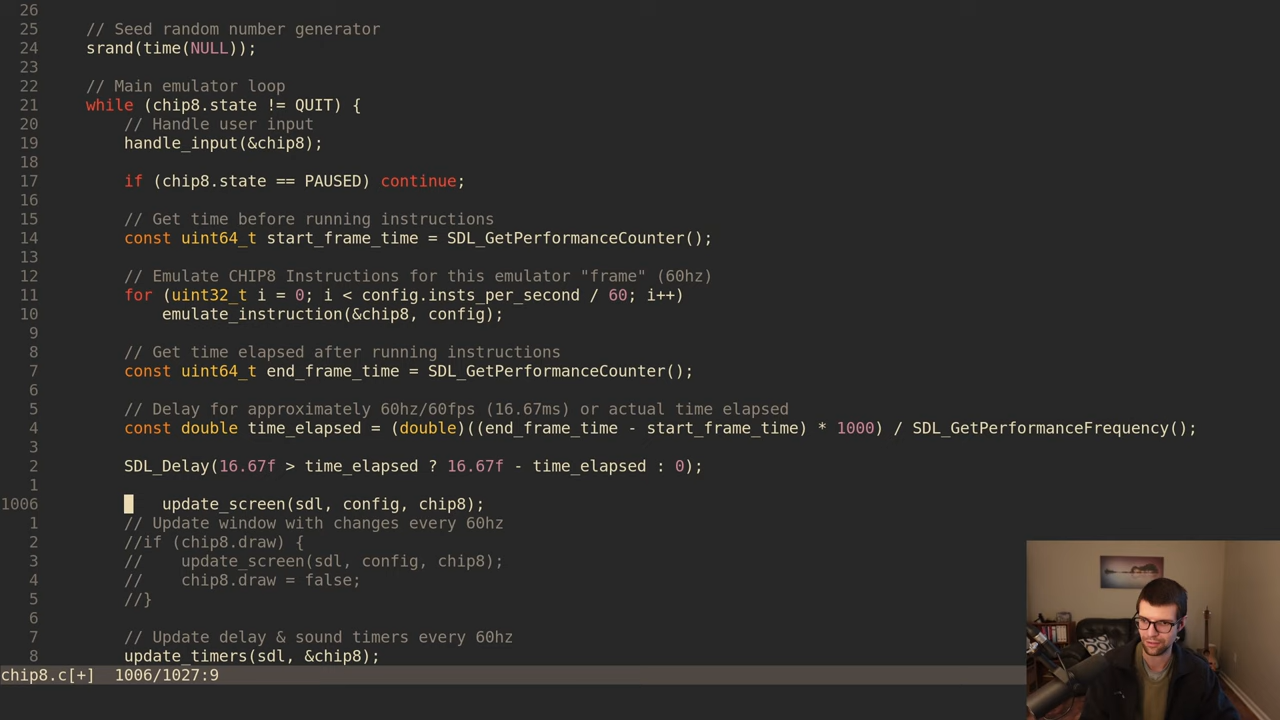 26
25 // Seed random number generator
24 srand(time(NULL));
23
22 // Main emulator loop
21 while (chip8.state != QUIT) {
20 // Handle user input
19 handle_input(&chip8);
18
17 if (chip8.state == PAUSED) continue;
16
15 // Get time before running instructions
14 const uint64_t start_frame_time = SDL_GetPerformanceCounter();
13
12 // Emulate CHIP8 Instructions for this emulator "frame" (60hz)
11 for (uint32_t i = 0; i < config.insts_per_second / 60; i++)
10 emulate_instruction(&chip8, config);
9
8 // Get time elapsed after running instructions
7 const uint64_t end_frame_time = SDL_GetPerformanceCounter();
6
5 // Delay for approximately 60hz/60fps (16.67ms) or actual time elapsed
4 const double time_elapsed = (double)((end_frame_time - start_frame_time) * 1000) / SDL_GetPerformanceFrequency();
3
2 SDL_Delay(16.67f > time_elapsed ? 16.67f - time_elapsed : 0);
1
1006 update_screen(sdl, config, chip8);
1 // Update window with changes every 60hz
2 //if (chip8.draw) {
3 // update_screen(sdl, config, chip8);
4 // chip8.draw = false;
5 //}
6
7 // Update delay & sound timers every 60hz
8 update_timers(sdl, &chip8);
chip8.c[+] 1006/1027:9